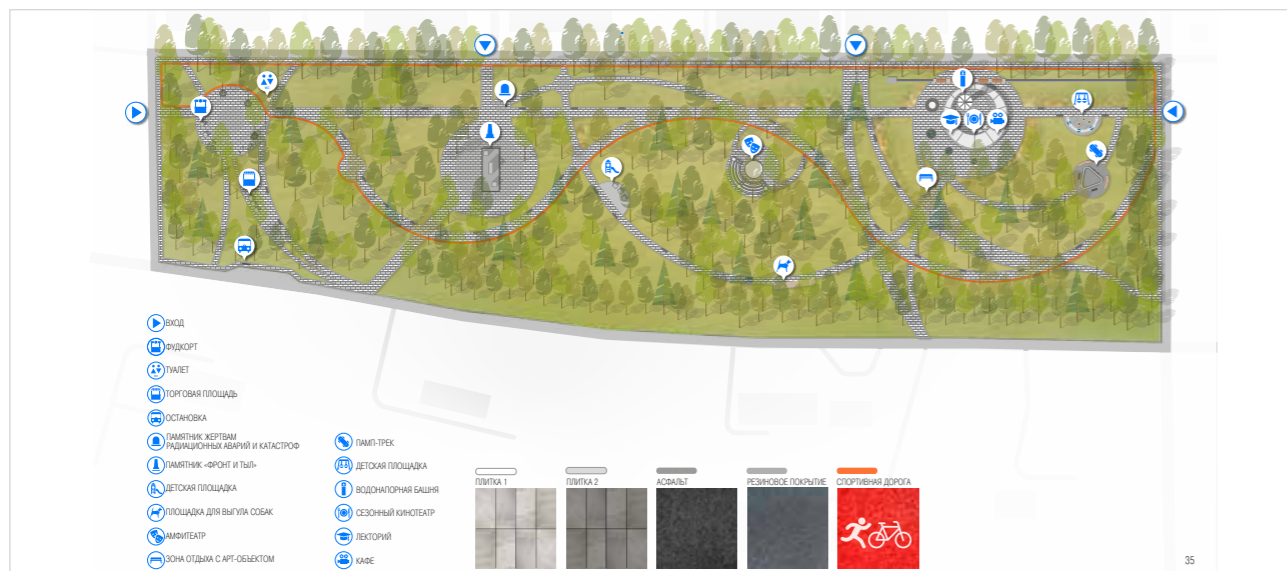 ВХОД
ФУДКОРТ
ТУАЛЕТ
ТОРГОВАЯ ПЛОЩАДЬ
ОСТАНОВКА
ПАМЯТНИК ЖЕРТВАМ
РАДИАЦИОННЫХ АВАРИЙ И КАТАСТРОФ
ПАМЯТНИК «ФРОНТ И ТЫЛ»
ДЕТСКАЯ ПЛОЩАДКА
ПЛОЩАДКА ДЛЯ ВЫГУЛА СОБАК
АМФИТЕАТР
ЗОНА ОТДЫХА С АРТ-ОБЪЕКТОМ
ПАМП-ТРЕК
ДЕТСКАЯ ПЛОЩАДКА
ВОДОНАПОРНАЯ БАШНЯ
СЕЗОННЫЙ КИНОТЕАТР
ЛЕКТОРИЙ
КАФЕ
ПЛИТКА 1
ПЛИТКА 2
АСФАЛЬТ
РЕЗИНОВОЕ ПОКРЫТИЕ
СПОРТИВНАЯ ДОРОГА
35